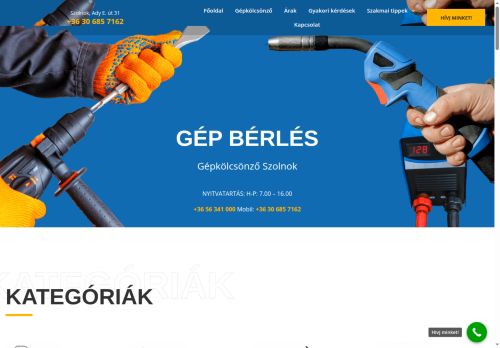 Szolnok, Ady E. út 31
+36 30 685 7162
Főoldal Gépkölcsönző Árak Gyakori kérdések Szakmai tippek
Kapcsolat
HÍVJ MINKET!
128
GÉP BÉRLÉS
Gépkölcsönző Szolnok
NYITVATARTÁS: H-P: 7.00 – 16.00
+36 56 341 000 Mobil: +36 30 685 7162
KATEGÓRIÁK
KATEGÓRIÁK
Hívj minket!